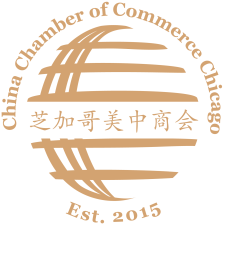 China Chamber of Commerce Chicago
芝加哥美中商会
Est. 2015